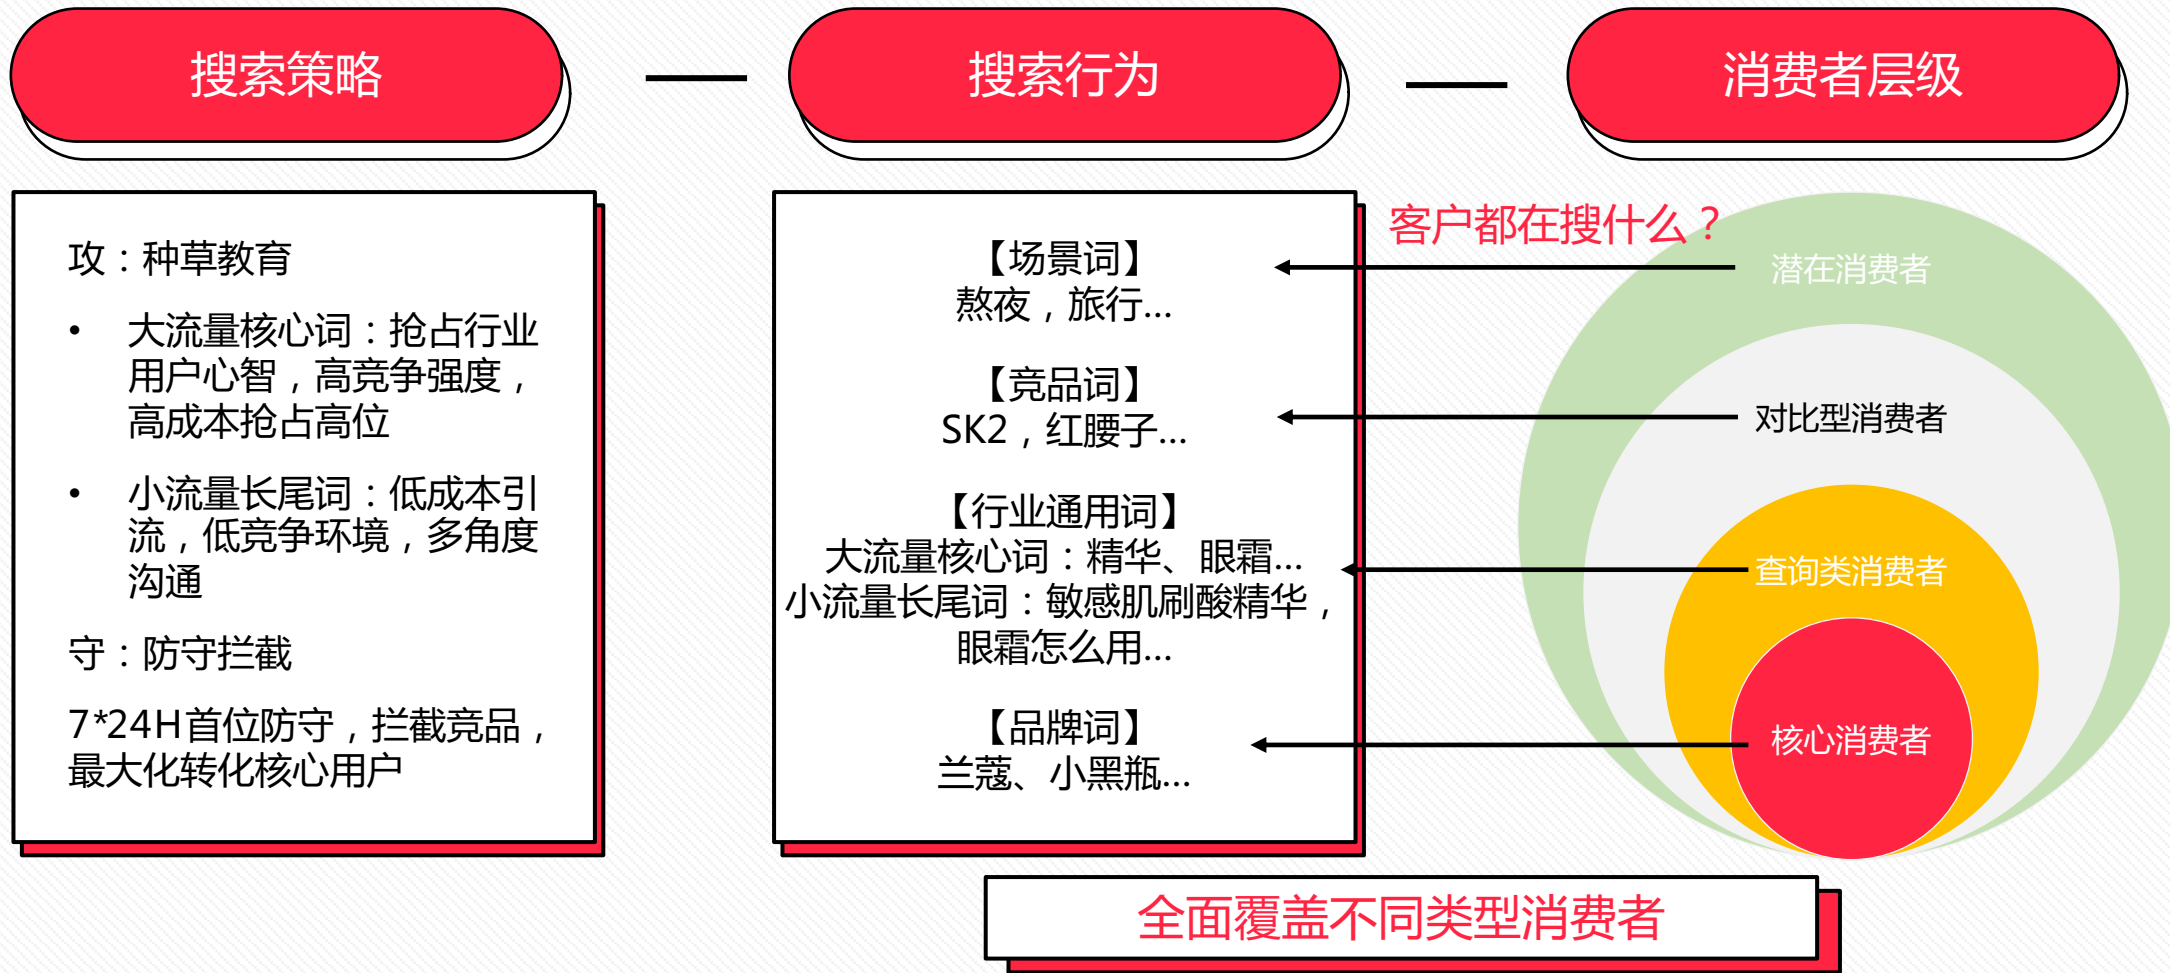 搜索策略
搜索行为
消费者层级
攻：种草教育
• 大流量核心词：抢占行业
用户心智，高竞争强度，
高成本抢占高位
• 小流量长尾词：低成本引
流，低竞争环境，多角度
沟通
守：防守拦截
7*24H首位防守，拦截竞品，
最大化转化核心用户
【场景词】
熬夜，旅行...
【竞品词】
SK2，红腰子...
【行业通用词】
大流量核心词：精华、眼霜...
小流量长尾词：敏感肌刷酸精华，
眼霜怎么用...
【品牌词】
兰蔻、小黑瓶...
客户都在搜什么？
潜在消费者
对比型消费者
查询类消费者
核心消费者
全面覆盖不同类型消费者